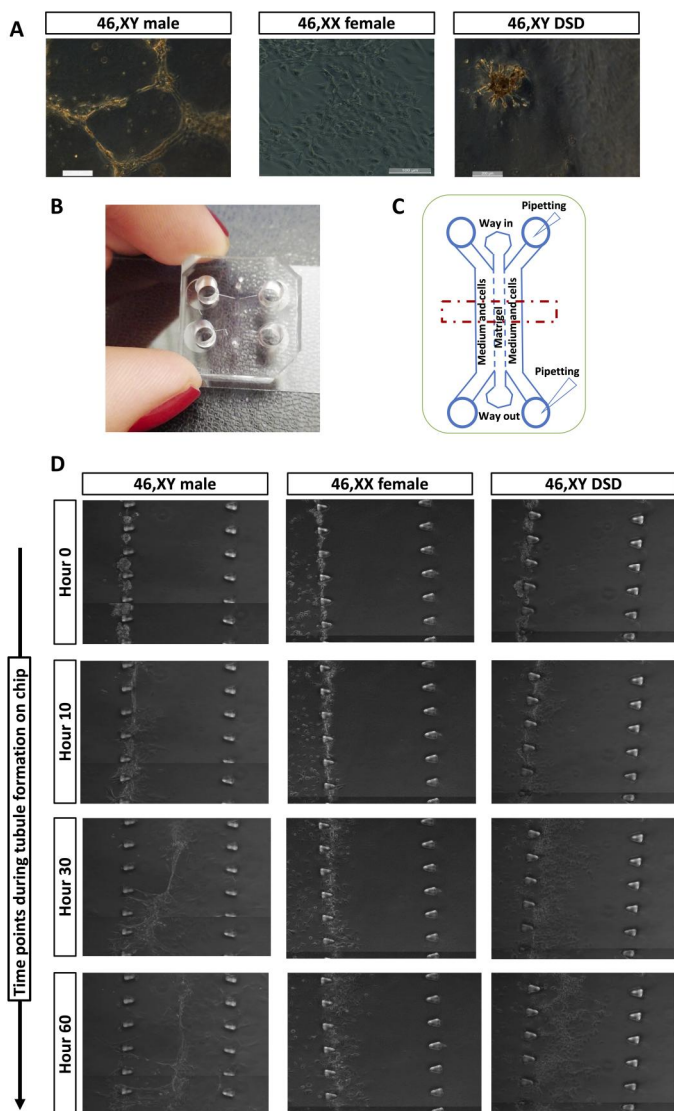 A
46,XY male
46,XX female
46,XY DSD
B
C
Pipetting
Way in
Medium and cells
Matrigel
Medium and cells
Pipetting
Way out
D
46,XY male
46,XX female
46,XY DSD
Time points during tubule formation on chip
Hour 0
Hour 10
Hour 30
Hour 60